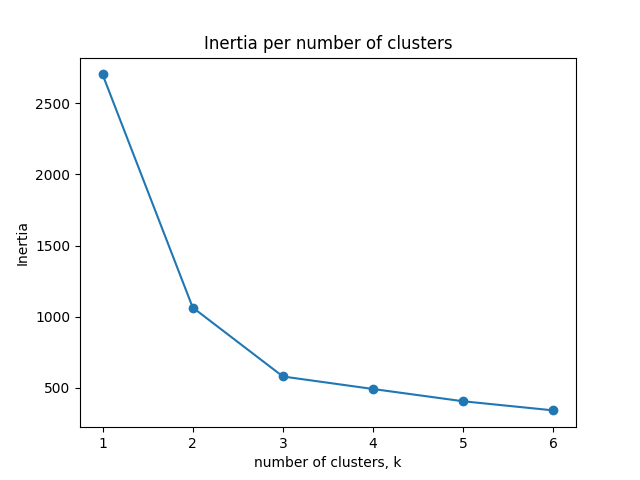 Inertia per number of clusters
Inertia
2500
2000
1500
1000
500
1 2 3 4 5 6
number of clusters, k